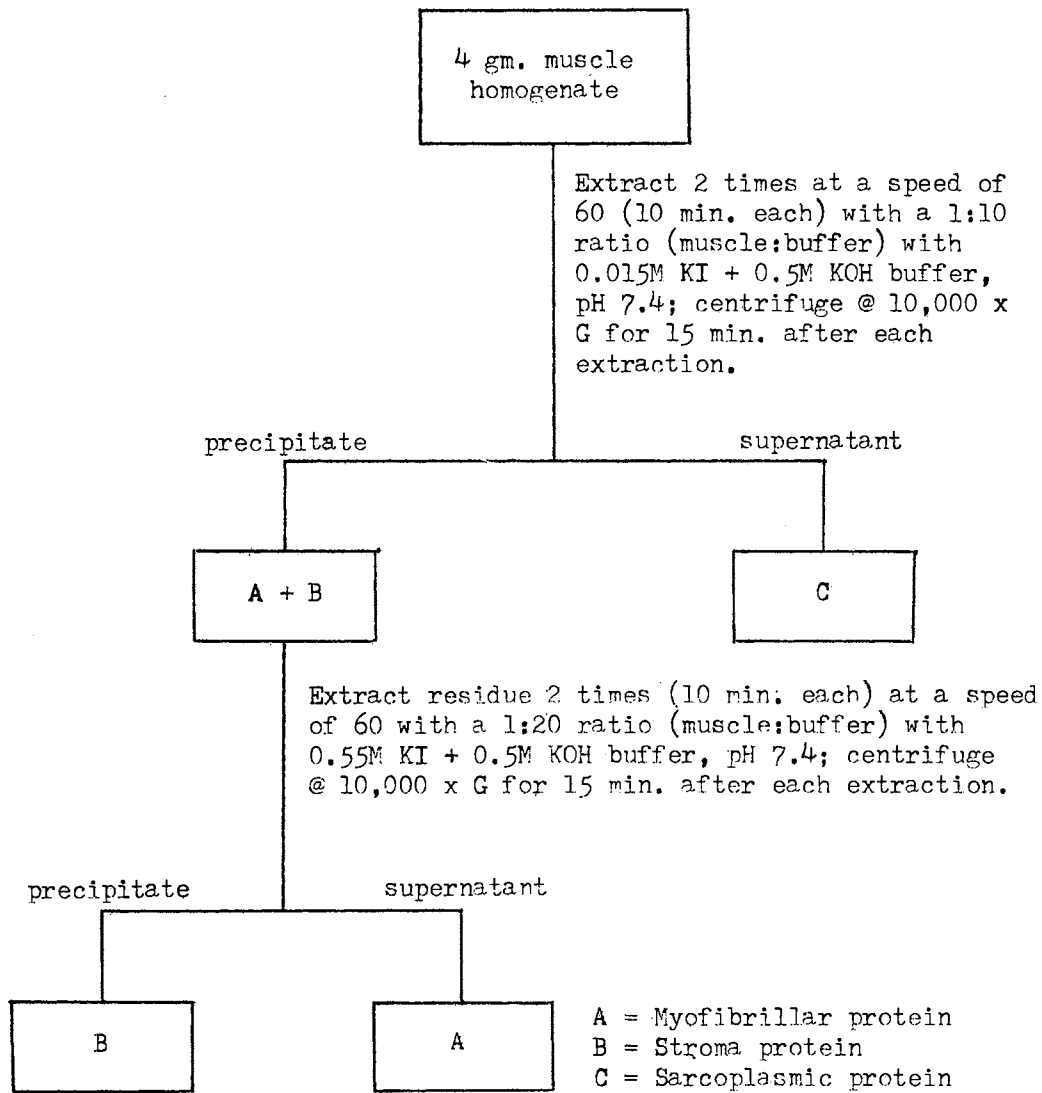 4 gm. muscle
homogenate
Extract 2 times at a speed of
60 (10 min. each) with a 1:10
ratio (muscle:buffer) with
0.015M KI + 0.5M KOH buffer,
pH 7.4; centrifuge @ 10,000 x
G for 15 min. after each
extraction.
precipitate
supernatant
A + B
C
Extract residue 2 times (10 min. each) at a speed
of 60 with a 1:20 ratio (muscle:buffer) with
0.55M KI + 0.5M KOH buffer, pH 7.4; centrifuge
@ 10,000 x G for 15 min. after each extraction.
precipitate
supernatant
B
A
A = Myofibrillar protein
B = Stroma protein
C = Sarcoplasmic protein